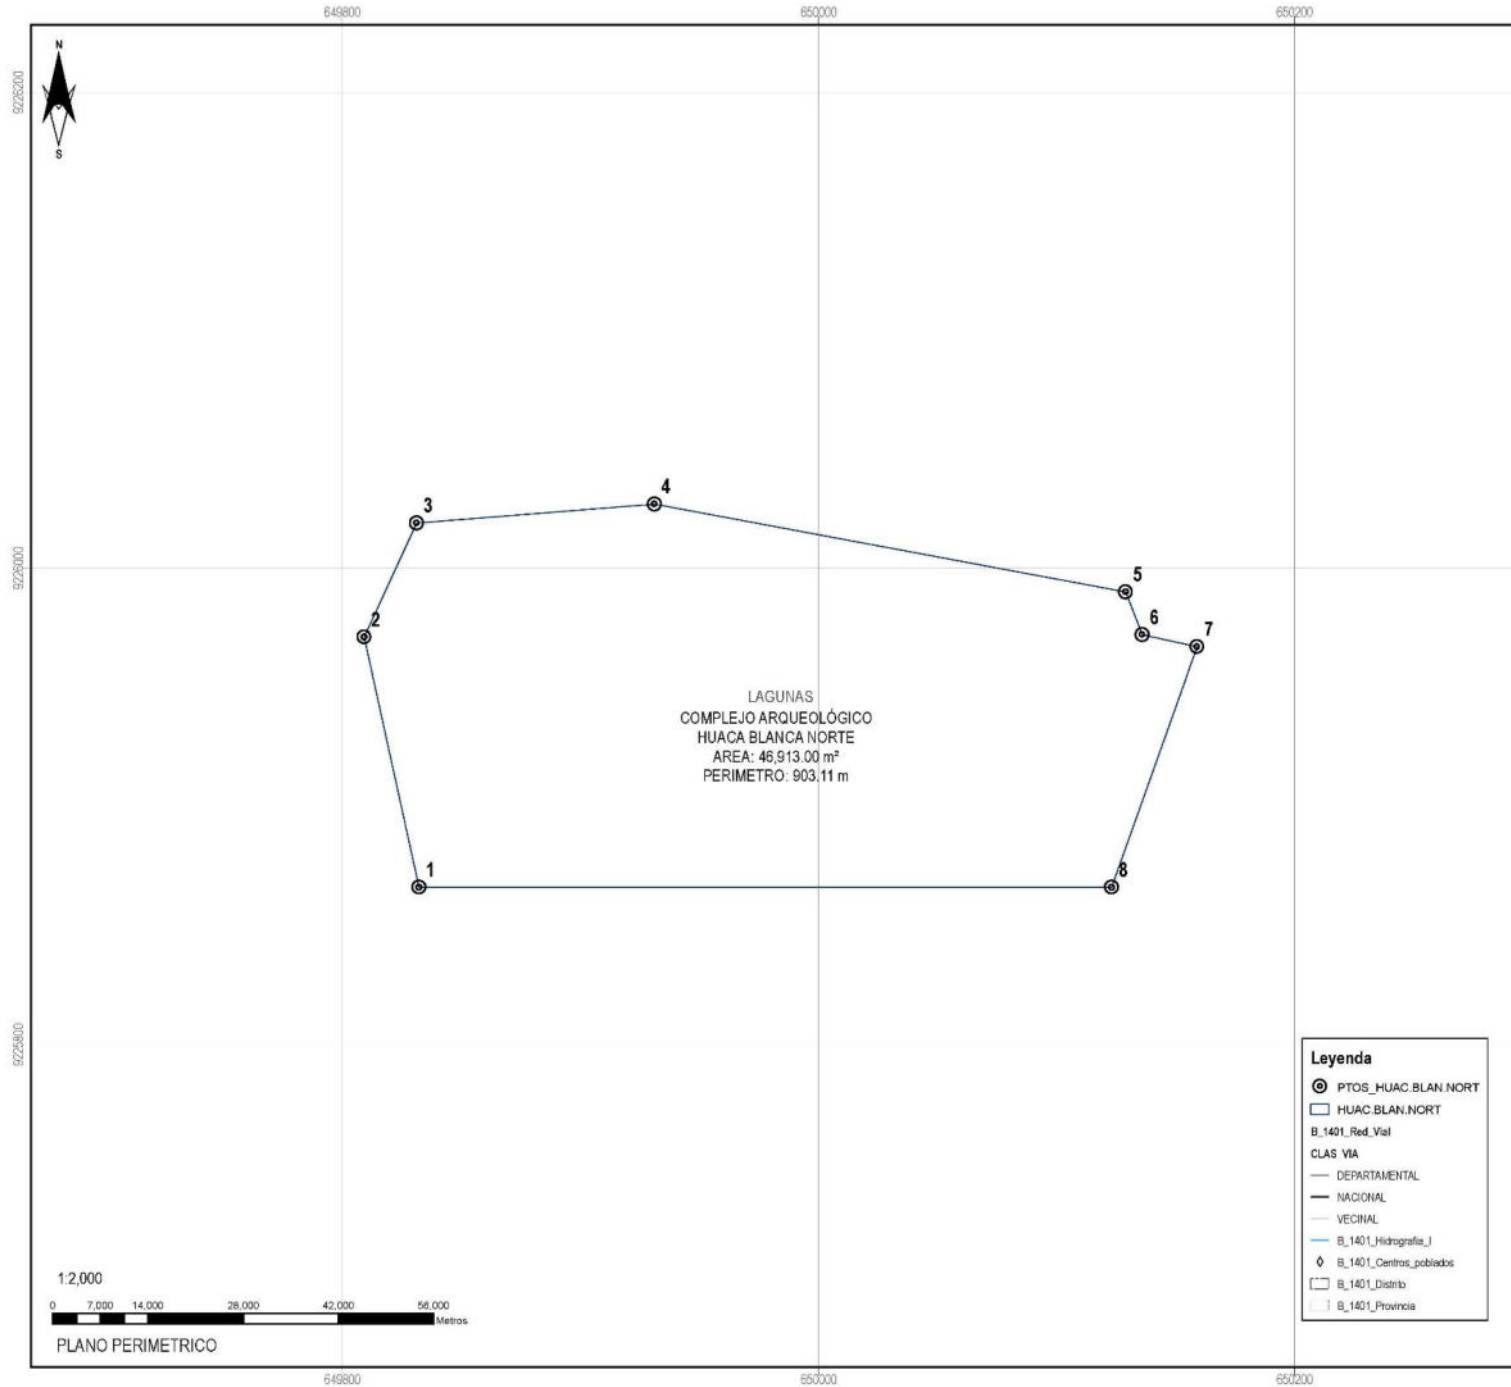 649800
650000
650200
N
S
9226200
9226000
9225800
4
3
5
6
7
2
LAGUNAS
COMPLEJO ARQUEOLÓGICO
HUACA BLANCA NORTE
AREA: 46,913.00 m²
PERIMETRO: 903.11 m
1
8
Leyenda
PTOS_HUAC.BLAN.NORT
HUAC.BLAN.NORT
B_1401_Red_Vial
CLAS VIA
DEPARTAMENTAL
NACIONAL
VECINAL
B_1401_Hidrografia_l
B_1401_Centros_poblados
B_1401_Distrito
B_1401_Provincia
1:2,000
0 7,000 14,000 28,000 42,000 56,000
Metros
PLANO PERIMETRICO
649800
650000
650200